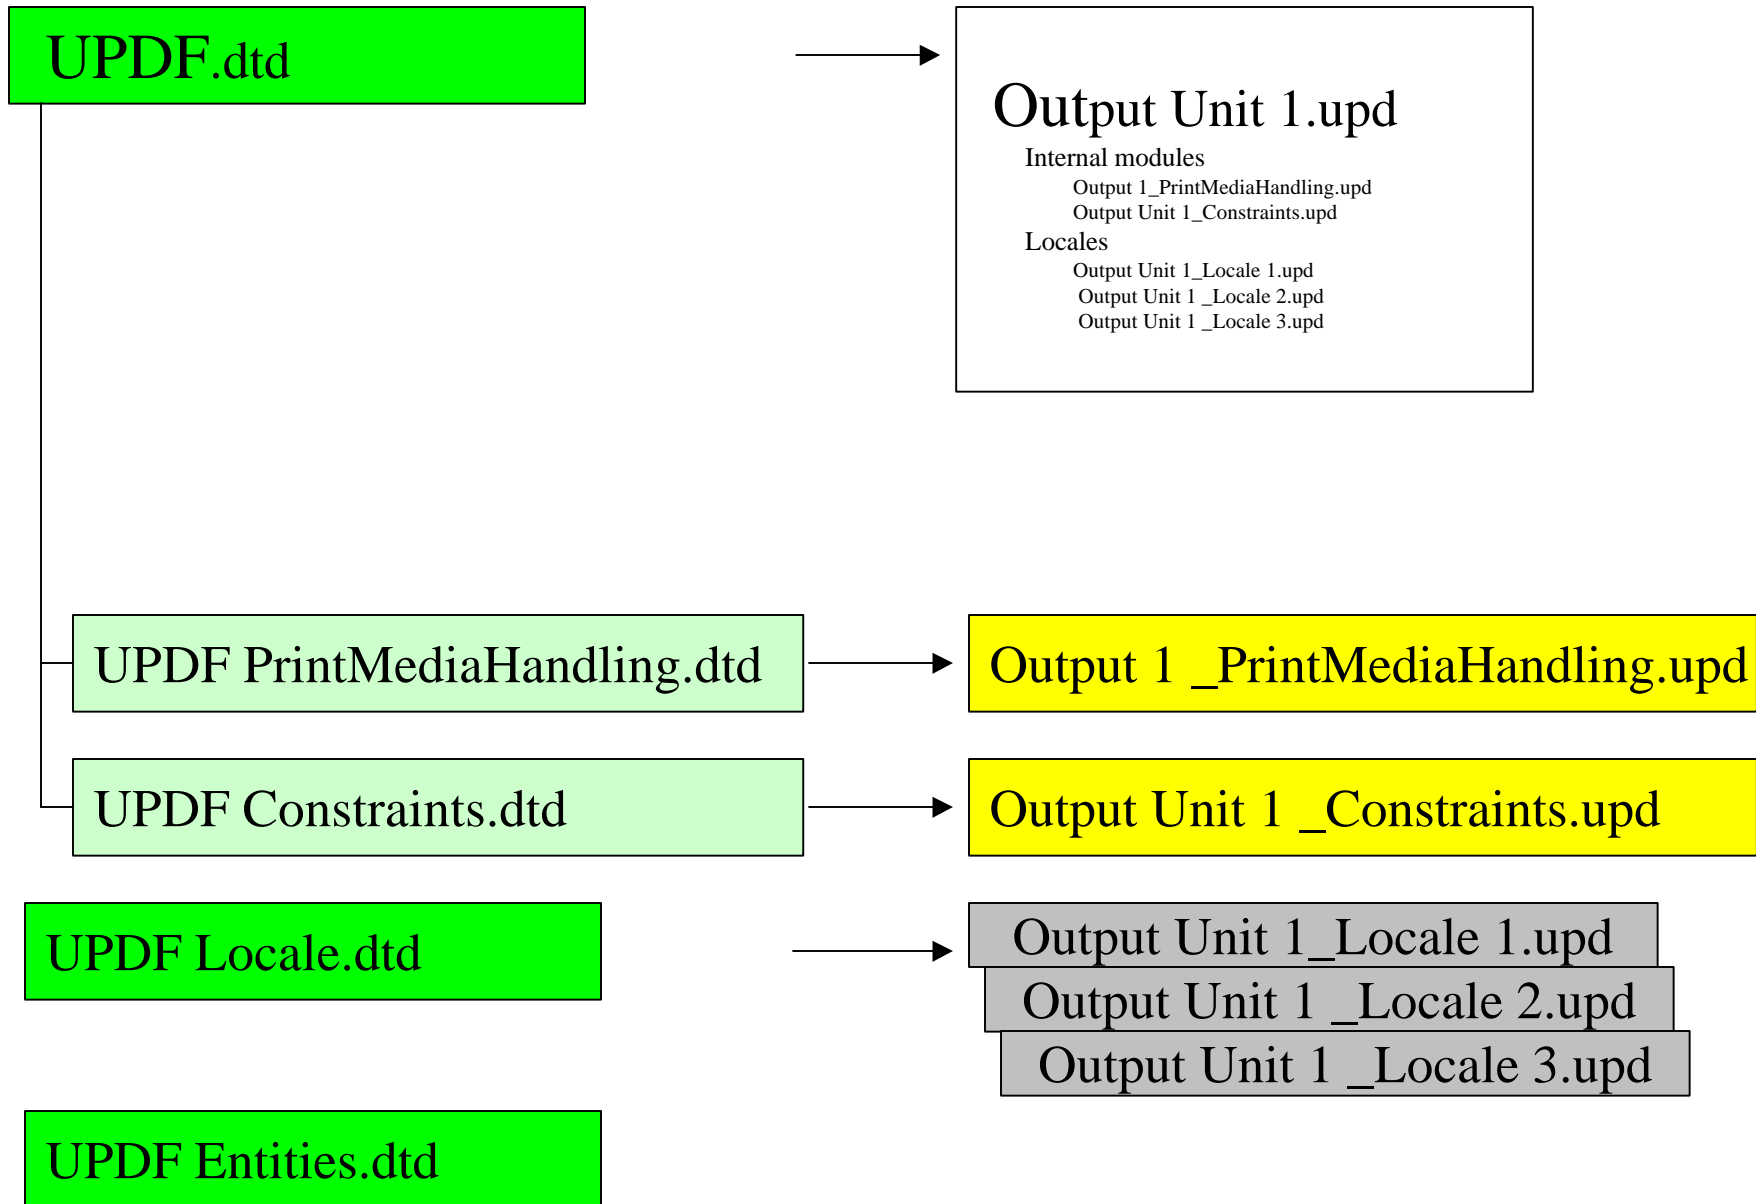 UPDF.dtd
Output Unit 1.upd
Internal modules
Output 1_PrintMediaHandling.upd
Output Unit 1_Constraints.upd
Locales
Output Unit 1_Locale 1.upd
Output Unit 1 _Locale 2.upd
Output Unit 1 _Locale 3.upd
UPDF PrintMediaHandling.dtd
Output 1 _PrintMediaHandling.upd
UPDF Constraints.dtd
Output Unit 1 _Constraints.upd
UPDF Locale.dtd
Output Unit 1_Locale 1.upd
Output Unit 1 _Locale 2.upd
Output Unit 1 _Locale 3.upd
UPDF Entities.dtd